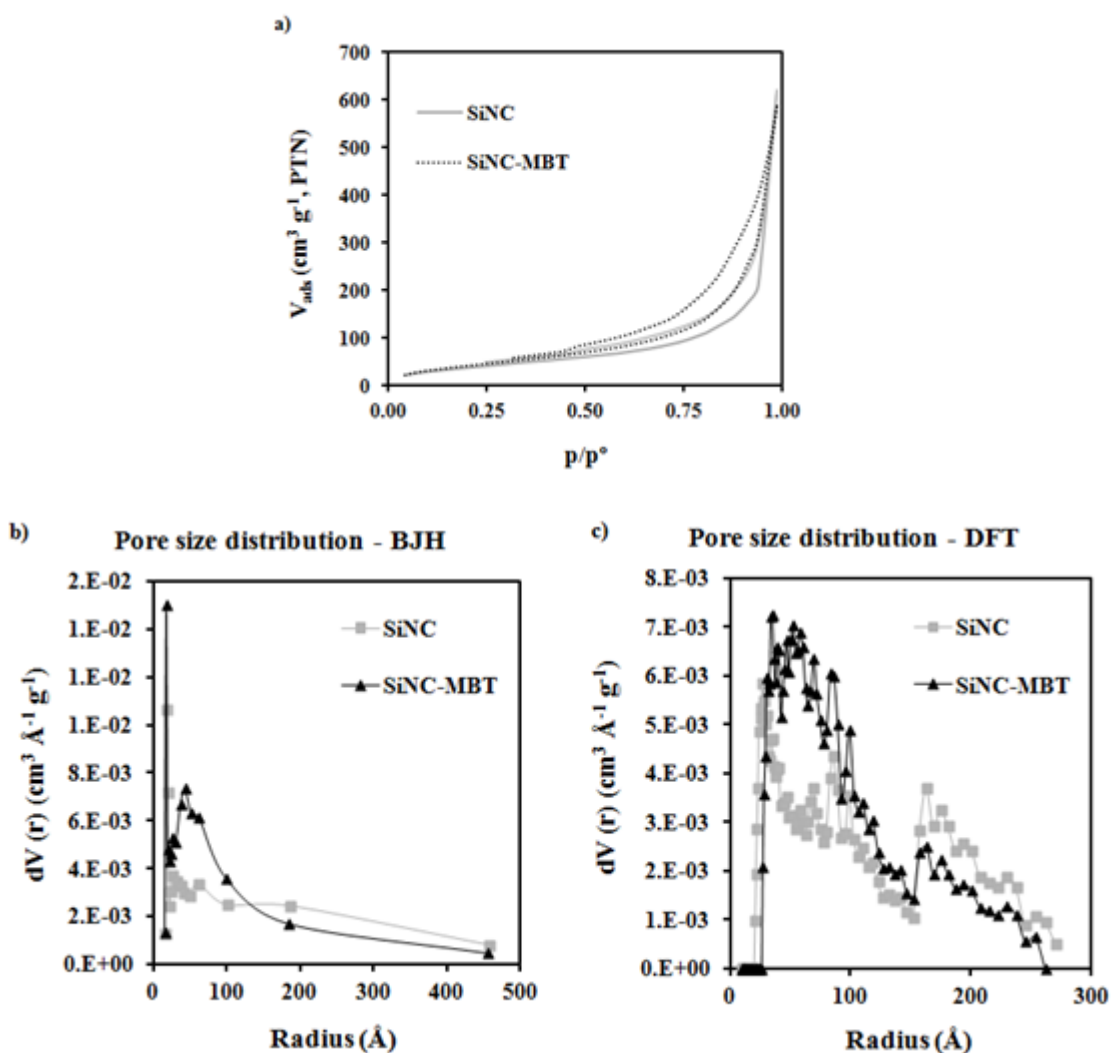 a)
700
600
500
400
300
200
100
0
V_ads (cm³ g⁻¹, PTN)
SiNC
SiNC-MBT
0.00 0.25 0.50 0.75 1.00
p/p°
b)
Pore size distribution - BJH
2.E-02
1.E-02
1.E-02
1.E-02
8.E-03
6.E-03
4.E-03
2.E-03
0.E+00
dV (r) (cm³ Å⁻¹ g⁻¹)
SiNC
SiNC-MBT
0 100 200 300 400 500
Radius (Å)
c)
Pore size distribution - DFT
8.E-03
7.E-03
6.E-03
5.E-03
4.E-03
3.E-03
2.E-03
1.E-03
0.E+00
dV (r) (cm³ Å⁻¹ g⁻¹)
SiNC
SiNC-MBT
0 100 200 300
Radius (Å)